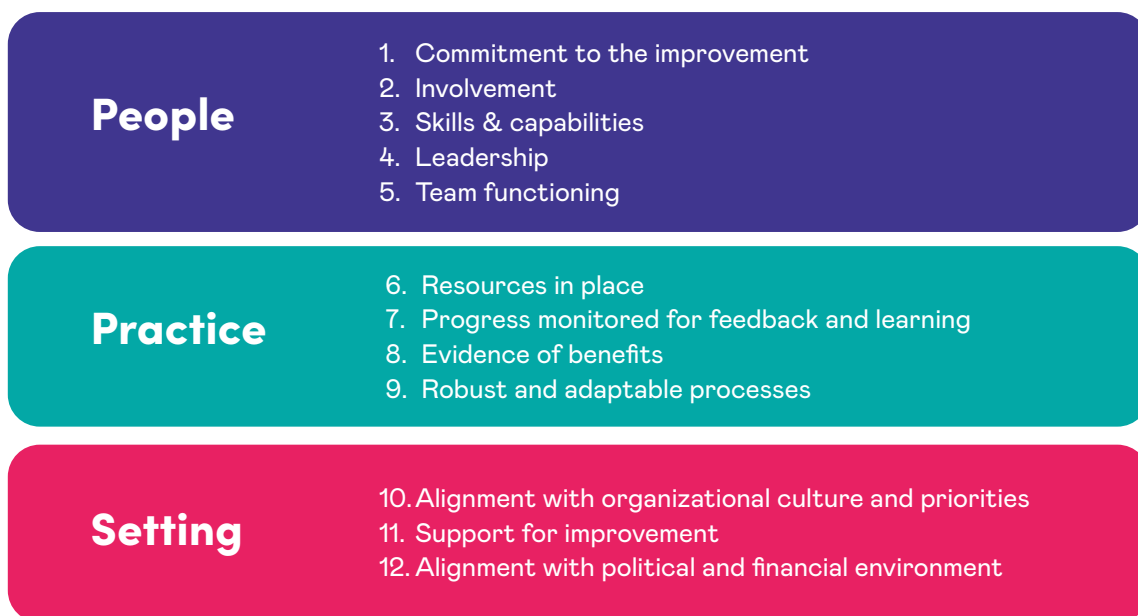 People
1. Commitment to the improvement
2. Involvement
3. Skills & capabilities
4. Leadership
5. Team functioning
Practice
6. Resources in place
7. Progress monitored for feedback and learning
8. Evidence of benefits
9. Robust and adaptable processes
Setting
10. Alignment with organizational culture and priorities
11. Support for improvement
12. Alignment with political and financial environment